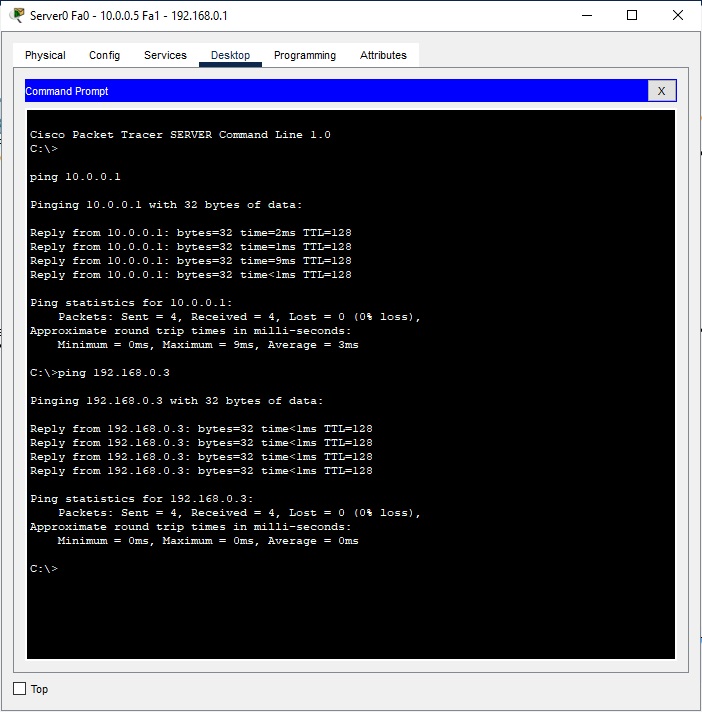 Server0 Fa0 - 10.0.0.5 Fa1 - 192.168.0.1
Physical Config Services Desktop Programming Attributes
Command Prompt X
Cisco Packet Tracer SERVER Command Line 1.0
C:\>
ping 10.0.0.1
Pinging 10.0.0.1 with 32 bytes of data:
Reply from 10.0.0.1: bytes=32 time=2ms TTL=128
Reply from 10.0.0.1: bytes=32 time=1ms TTL=128
Reply from 10.0.0.1: bytes=32 time=9ms TTL=128
Reply from 10.0.0.1: bytes=32 time<1ms TTL=128
Ping statistics for 10.0.0.1:
Packets: Sent = 4, Received = 4, Lost = 0 (0% loss),
Approximate round trip times in milli-seconds:
Minimum = 0ms, Maximum = 9ms, Average = 3ms
C:\>ping 192.168.0.3
Pinging 192.168.0.3 with 32 bytes of data:
Reply from 192.168.0.3: bytes=32 time<1ms TTL=128
Reply from 192.168.0.3: bytes=32 time<1ms TTL=128
Reply from 192.168.0.3: bytes=32 time<1ms TTL=128
Reply from 192.168.0.3: bytes=32 time<1ms TTL=128
Ping statistics for 192.168.0.3:
Packets: Sent = 4, Received = 4, Lost = 0 (0% loss),
Approximate round trip times in milli-seconds:
Minimum = 0ms, Maximum = 0ms, Average = 0ms
C:\>
Top